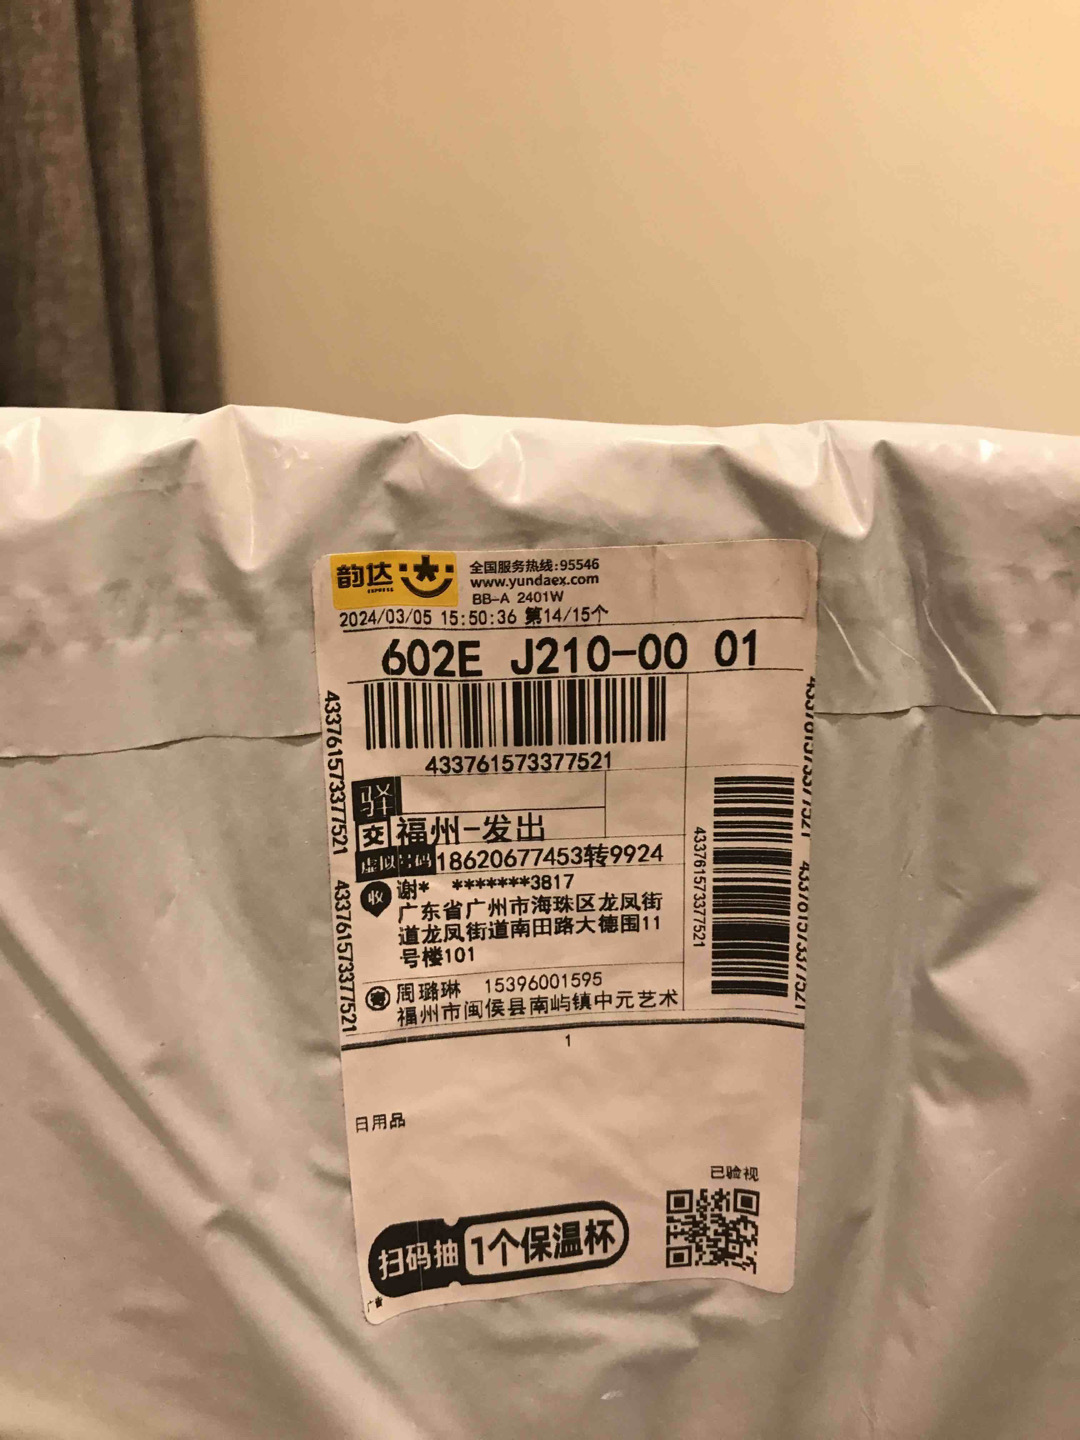 韵达
EXPRESS
全国服务热线:95546
www.yundaex.com
BB-A 2401W
2024/03/05 15:50:36 第14/15个
602E J210-00 01
433761573377521
驿
交 福州-发出
虚拟号码 18620677453转9924
收 谢* *******3817
广东省广州市海珠区龙凤街
道龙凤街道南田路大德围11
号楼101
寄 周璐琳 15396001595
福州市闽侯县南屿镇中元艺术
433761573377521
433761573377521
433761573377521
433761573377521
433761573377521
1
日用品
已验视
扫码抽 1个保温杯
广告